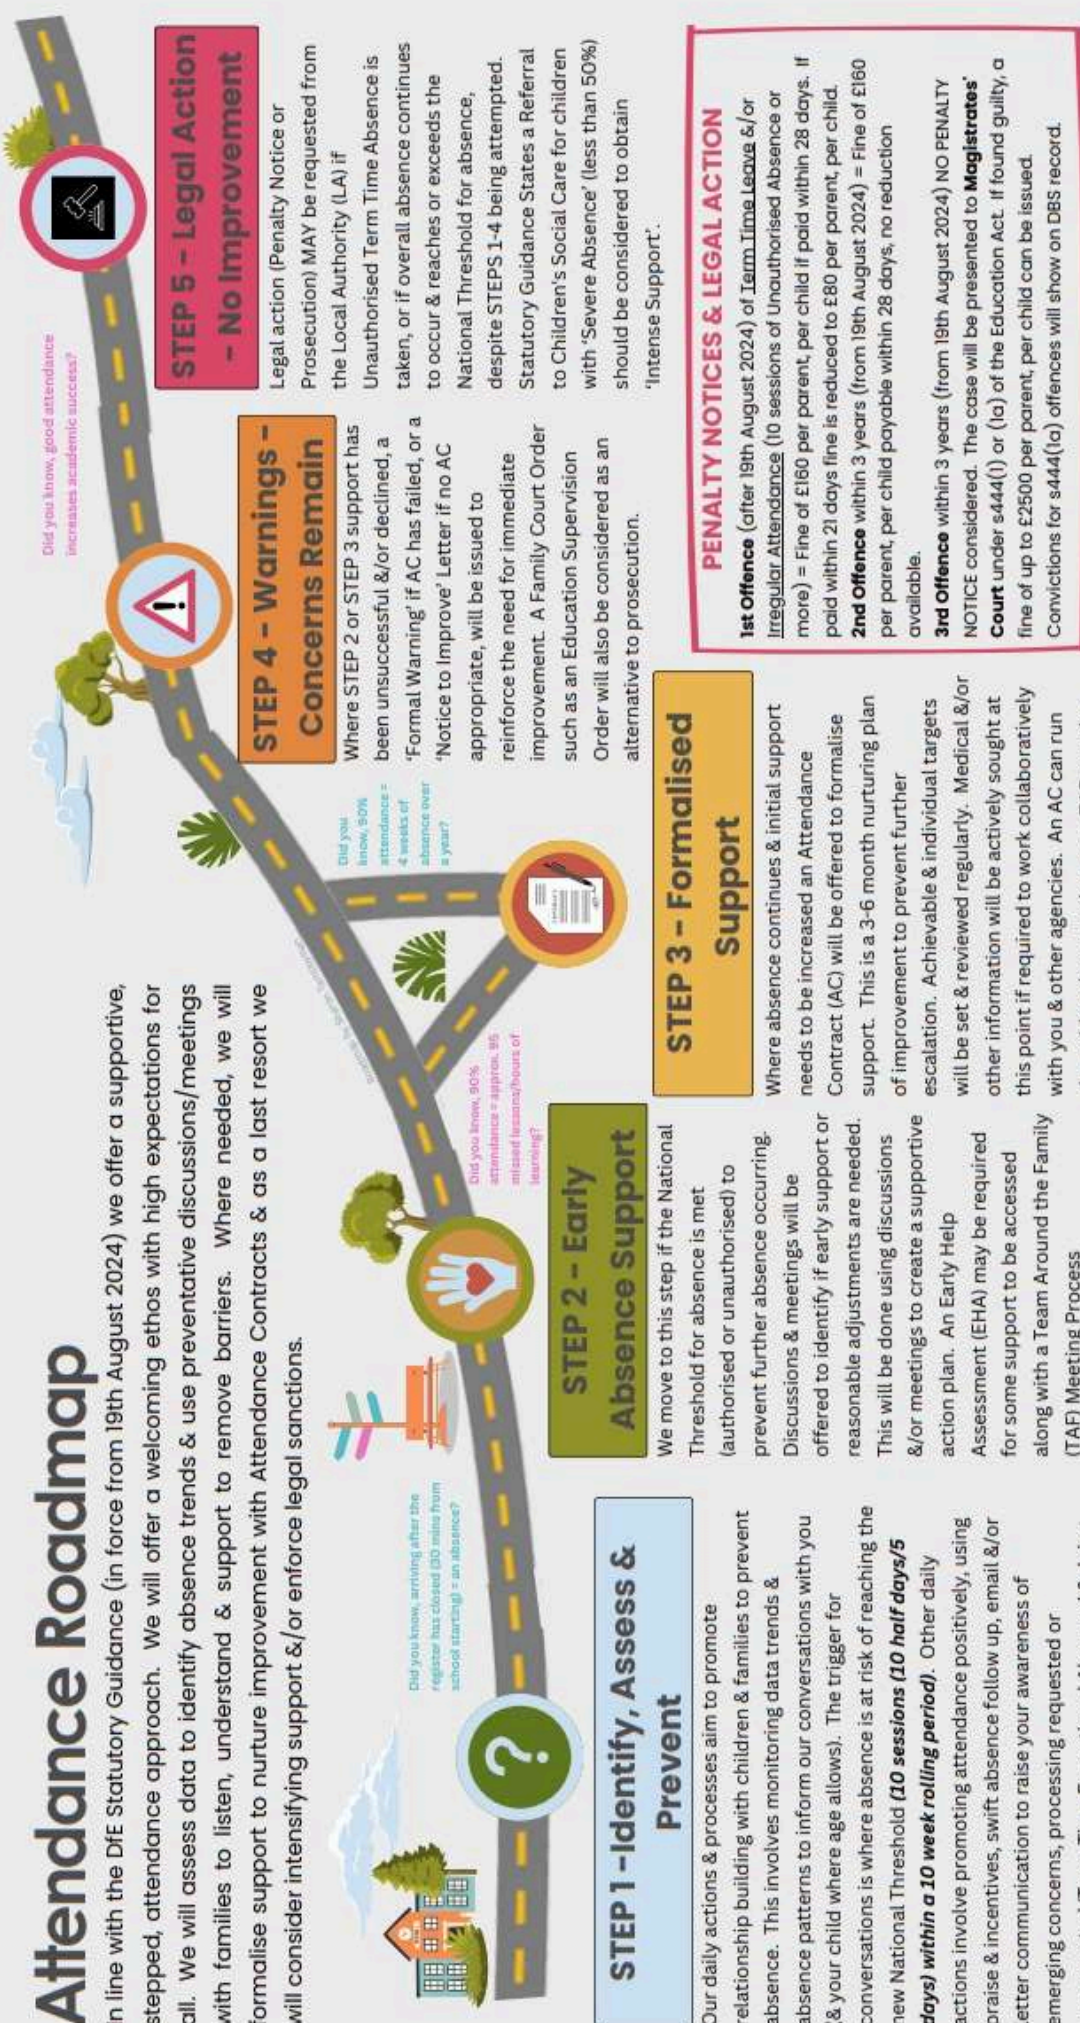 Attendance Roadmap
In line with the DfE Statutory Guidance (in force from 19th August 2024) we offer a supportive,
stepped, attendance approach. We will offer a welcoming ethos with high expectations for
all. We will assess data to identify absence trends & use preventative discussions/meetings
with families to listen, understand & support to remove barriers. Where needed, we will
formalise support to nurture improvement with Attendance Contracts & as a last resort we
will consider intensifying support &/or enforce legal sanctions.
Did you know, arriving after the
register has closed (30 mins from
school starting) = an absence?
Did you know, 90%
attendance = approx. 95
missed lessons/hours of
learning?
Did you
know, 90%
attendance =
4 weeks of
absence over
a year?
Did you know, good attendance
increases academic success?
STEP 1 -Identify, Assess &
Prevent
Our daily actions & processes aim to promote
relationship building with children & families to prevent
absence. This involves monitoring data trends &
absence patterns to inform our conversations with you
(& your child where age allows). The trigger for
conversations is where absence is at risk of reaching the
new National Threshold (10 sessions (10 half days/5
days) within a 10 week rolling period). Other daily
actions involve promoting attendance positively, using
praise & incentives, swift absence follow up, email &/or
letter communication to raise your awareness of
emerging concerns, processing requested or
STEP 2 - Early
Absence Support
We move to this step if the National
Threshold for absence is met
(authorised or unauthorised) to
prevent further absence occurring.
Discussions & meetings will be
offered to identify if early support or
reasonable adjustments are needed.
This will be done using discussions
&/or meetings to create a supportive
action plan. An Early Help
Assessment (EHA) may be required
for some support to be accessed
along with a Team Around the Family
(TAF) Meeting Process
STEP 3 - Formalised
Support
Where absence continues & initial support
needs to be increased an Attendance
Contract (AC) will be offered to formalise
support. This is a 3-6 month nurturing plan
of improvement to prevent further
escalation. Achievable & individual targets
will be set & reviewed regularly. Medical &/or
other information will be actively sought at
this point if required to work collaboratively
with you & other agencies. An AC can run
STEP 4 - Warnings -
Concerns Remain
Where STEP 2 or STEP 3 support has
been unsuccessful &/or declined, a
'Formal Warning' if AC has failed, or a
'Notice to Improve' Letter if no AC
appropriate, will be issued to
reinforce the need for immediate
improvement. A Family Court Order
such as an Education Supervision
Order will also be considered as an
alternative to prosecution.
STEP 5 - Legal Action
- No Improvement
Legal action (Penalty Notice or
Prosecution) MAY be requested from
the Local Authority (LA) if
Unauthorised Term Time Absence is
taken, or if overall absence continues
to occur & reaches or exceeds the
National Threshold for absence,
despite STEPS 1-4 being attempted.
Statutory Guidance States a Referral
to Children's Social Care for children
with 'Severe Absence' (less than 50%)
should be considered to obtain
'Intense Support'.
PENALTY NOTICES & LEGAL ACTION
1st Offence (after 19th August 2024) of Term Time Leave &/or
Irregular Attendance (10 sessions of Unauthorised Absence or
more) = Fine of £160 per parent, per child if paid within 28 days. If
paid within 21 days fine is reduced to £80 per parent, per child.
2nd Offence within 3 years (from 19th August 2024) = Fine of £160
per parent, per child payable within 28 days, no reduction
available.
3rd Offence within 3 years (from 19th August 2024) NO PENALTY
NOTICE considered. The case will be presented to Magistrates'
Court under s444(1) or (1a) of the Education Act. If found guilty, a
fine of up to £2500 per parent, per child can be issued.
Convictions for s444(1a) offences will show on DBS record.